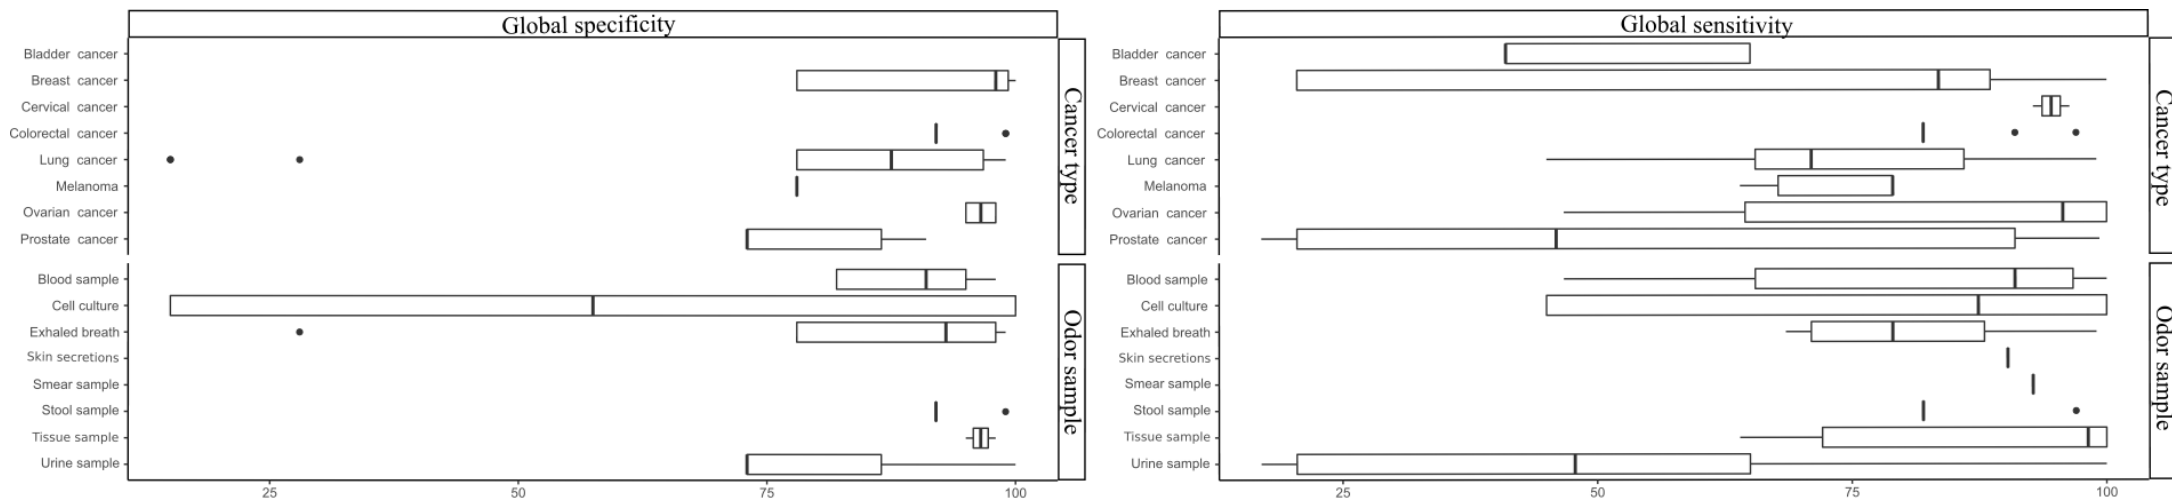 Global specificity
Bladder cancer
Breast cancer
Cervical cancer
Colorectal cancer
Lung cancer
Melanoma
Ovarian cancer
Prostate cancer
Cancer type
Blood sample
Cell culture
Exhaled breath
Skin secretions
Smear sample
Stool sample
Tissue sample
Urine sample
Odor sample
25 50 75 100
Global sensitivity
Bladder cancer
Breast cancer
Cervical cancer
Colorectal cancer
Lung cancer
Melanoma
Ovarian cancer
Prostate cancer
Cancer type
Blood sample
Cell culture
Exhaled breath
Skin secretions
Smear sample
Stool sample
Tissue sample
Urine sample
Odor sample
25 50 75 100